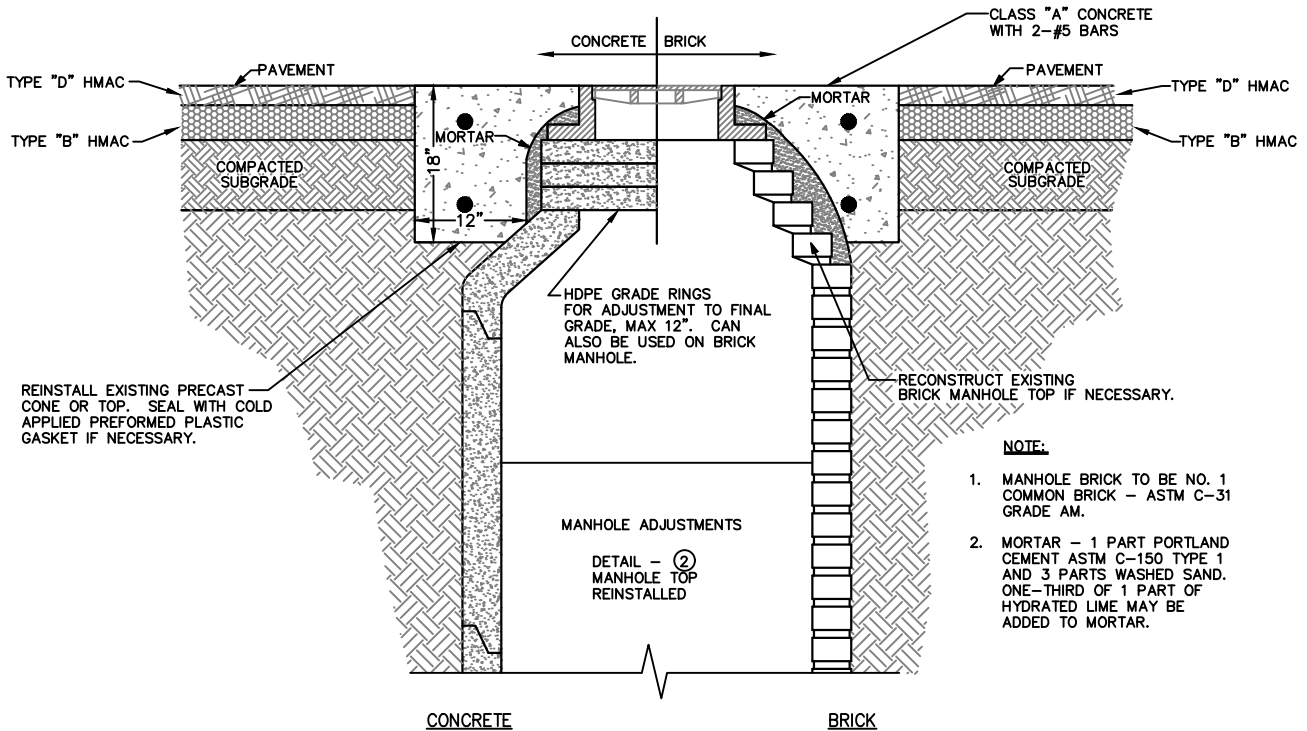 CLASS "A" CONCRETE
WITH 2-#5 BARS
CONCRETE
BRICK
TYPE "D" HMAC
PAVEMENT
PAVEMENT
TYPE "D" HMAC
MORTAR
TYPE "B" HMAC
MORTAR
TYPE "B" HMAC
18"
COMPACTED
SUBGRADE
COMPACTED
SUBGRADE
12"
HDPE GRADE RINGS
FOR ADJUSTMENT TO FINAL
GRADE, MAX 12". CAN
ALSO BE USED ON BRICK
MANHOLE.
REINSTALL EXISTING PRECAST
CONE OR TOP. SEAL WITH COLD
APPLIED PREFORMED PLASTIC
GASKET IF NECESSARY.
RECONSTRUCT EXISTING
BRICK MANHOLE TOP IF NECESSARY.
NOTE:
1. MANHOLE BRICK TO BE NO. 1
COMMON BRICK - ASTM C-31
GRADE AM.
2. MORTAR - 1 PART PORTLAND
CEMENT ASTM C-150 TYPE 1
AND 3 PARTS WASHED SAND.
ONE-THIRD OF 1 PART OF
HYDRATED LIME MAY BE
ADDED TO MORTAR.
MANHOLE ADJUSTMENTS
DETAIL - 2
MANHOLE TOP
REINSTALLED
CONCRETE
BRICK